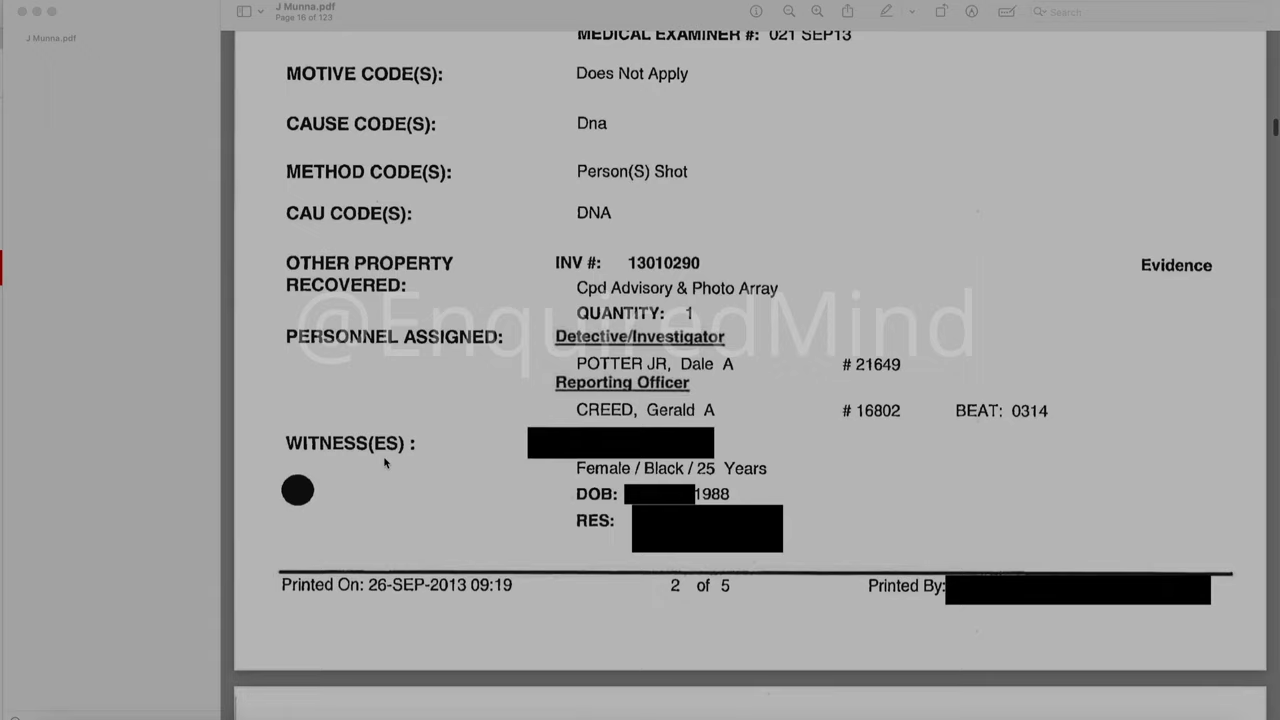 J Munna.pdf
Page 16 of 123
Search
J Munna.pdf
MEDICAL EXAMINER #: 021 SEP13
MOTIVE CODE(S): Does Not Apply
CAUSE CODE(S): Dna
METHOD CODE(S): Person(S) Shot
CAU CODE(S): DNA
OTHER PROPERTY RECOVERED: INV #: 13010290 Evidence
Cpd Advisory & Photo Array
QUANTITY: 1
@EnquiredMind
PERSONNEL ASSIGNED: Detective/Investigator
POTTER JR, Dale A # 21649
Reporting Officer
CREED, Gerald A # 16802 BEAT: 0314
WITNESS(ES) :
Female / Black / 25 Years
DOB: 1988
RES:
Printed On: 26-SEP-2013 09:19 2 of 5 Printed By: